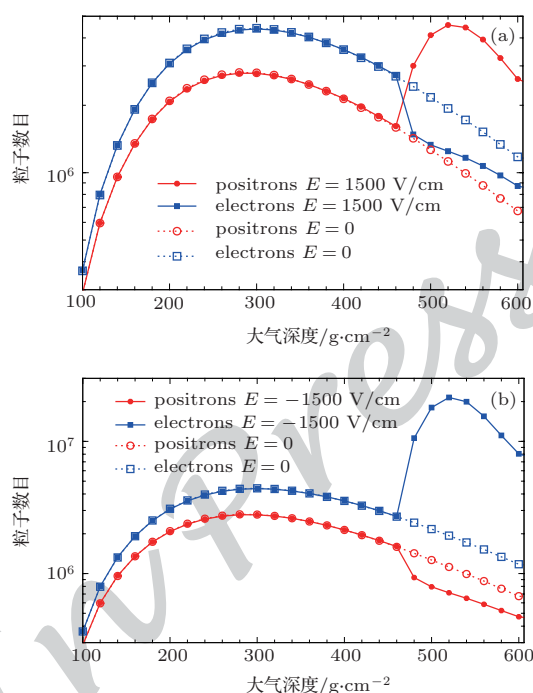 (a)
粒子数目
10⁶
positrons E = 1500 V/cm
electrons E = 1500 V/cm
positrons E = 0
electrons E = 0
100 200 300 400 500 600
大气深度/g·cm⁻²
(b)
粒子数目
10⁷
10⁶
positrons E = −1500 V/cm
electrons E = −1500 V/cm
positrons E = 0
electrons E = 0
100 200 300 400 500 600
大气深度/g·cm⁻²
in Press